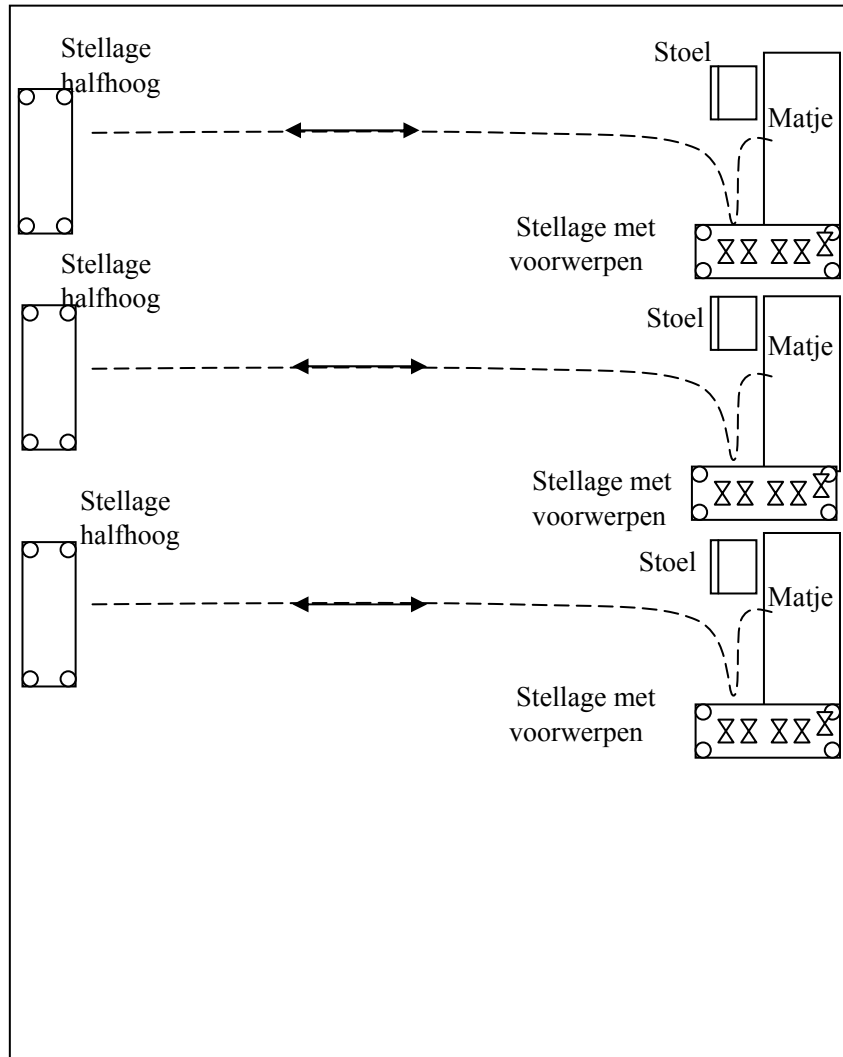 Stellage
halfhoog
Stoel
Matje
Stellage met
voorwerpen
Stellage
halfhoog
Stoel
Matje
Stellage met
voorwerpen
Stellage
halfhoog
Stoel
Matje
Stellage met
voorwerpen